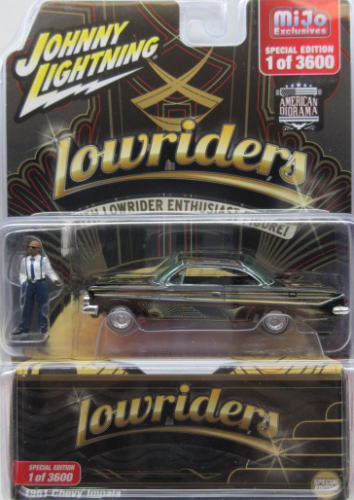 JOHNNY
LIGHTNING
MiJo
Exclusives
SPECIAL EDITION
1 of 3600
AMERICAN
DIORAMA
Lowriders
LOWRIDER ENTHUSIAST FIGURE!
Lowriders
SPECIAL EDITION
1 of 3600
1961 Chevy Impala
SPECIAL